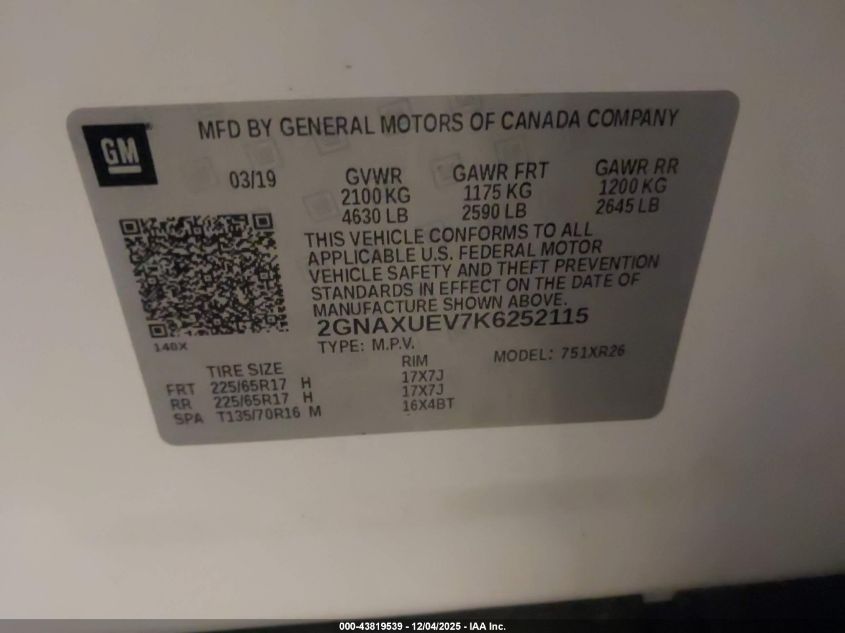 GM
MFD BY GENERAL MOTORS OF CANADA COMPANY
03/19
GVWR GAWR FRT GAWR RR
2100 KG 1175 KG 1200 KG
4630 LB 2590 LB 2645 LB
THIS VEHICLE CONFORMS TO ALL
APPLICABLE U.S. FEDERAL MOTOR
VEHICLE SAFETY AND THEFT PREVENTION
STANDARDS IN EFFECT ON THE DATE OF
MANUFACTURE SHOWN ABOVE.
2GNAXUEV7K6252115
TYPE: M.P.V. MODEL: 751XR26
TIRE SIZE RIM
FRT 225/65R17 H 17X7J
RR 225/65R17 H 17X7J
SPA T135/70R16 M 16X4BT
000-43819539 - 12/04/2025 - IAA Inc.